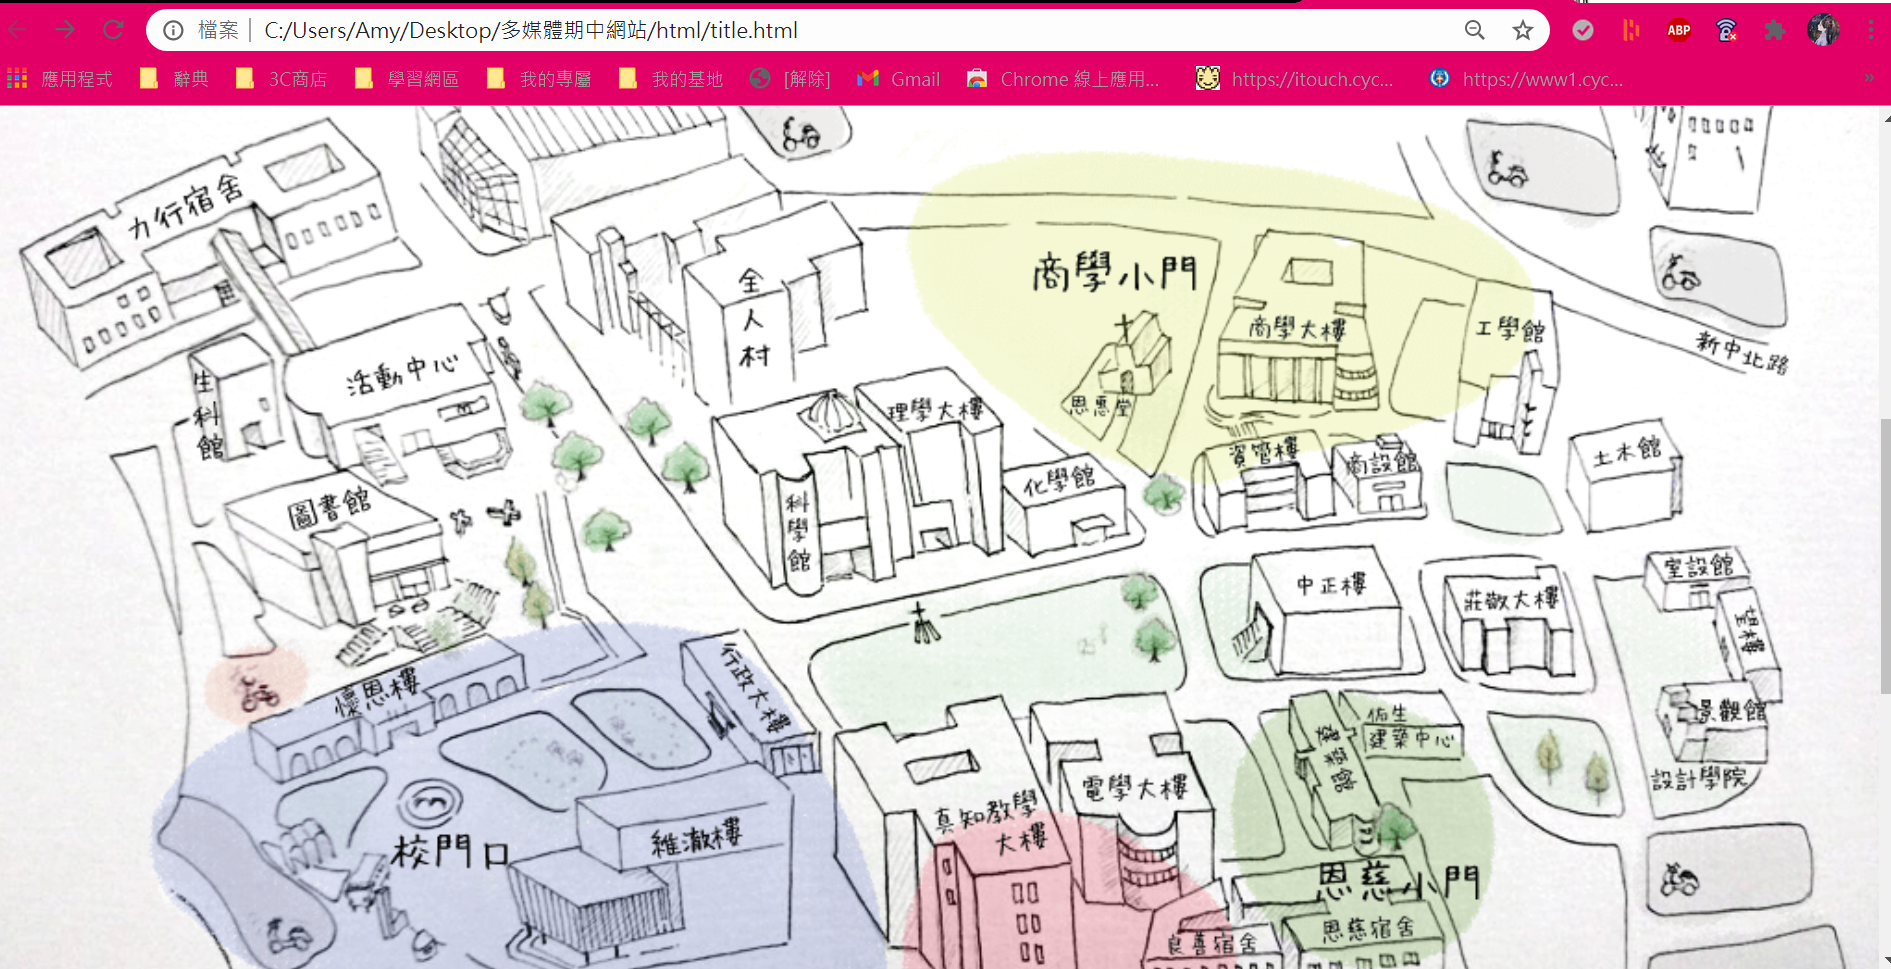 檔案 C:/Users/Amy/Desktop/多媒體期中網站/html/title.html
ABP
應用程式 辭典 3C商店 學習網區 我的專屬 我的基地 [解除] Gmail Chrome 線上應用... https://itouch.cyc... https://www1.cyc... »
力行宿舍
全人村
商學小門
商學大樓
工學館
新中北路
生科館
活動中心
理學大樓
恩惠堂
資管樓
商設館
土木館
圖書館
科學館
化學館
中正樓
莊敬大樓
室設館
望樓
懷恩樓
行政大樓
建築館
佑生
建築中心
景觀館
設計學院
電學大樓
真知教學
大樓
校門口
維澈樓
恩慈小門
良善宿舍
恩慈宿舍